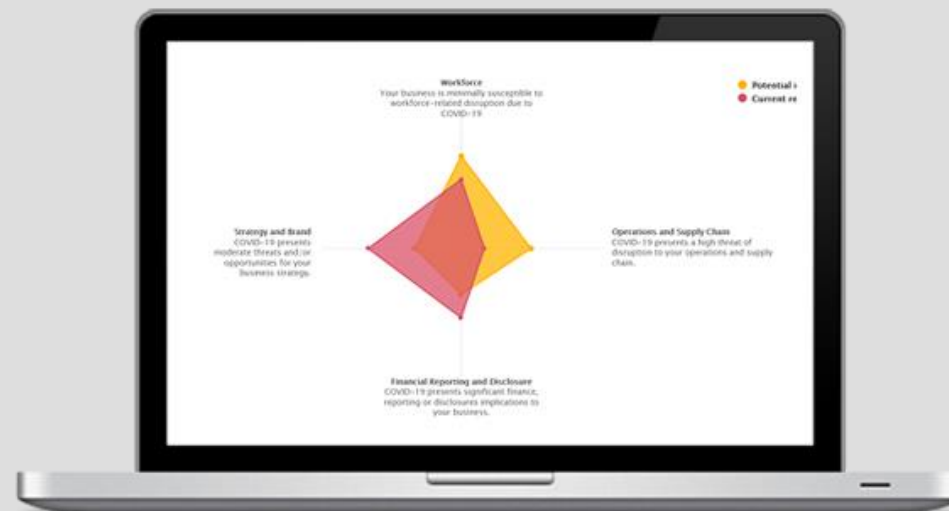 Workforce
Your business is minimally susceptible to
workforce-related disruption due to
COVID-19
Potential
Current re
Strategy and Brand
COVID-19 presents
moderate threats and/or
opportunities for your
business strategy.
Operations and Supply Chain
COVID-19 presents a high threat of
disruption to your operations and supply
chain.
Financial Reporting and Disclosure
COVID-19 presents significant finance,
reporting or disclosures implications to
your business.